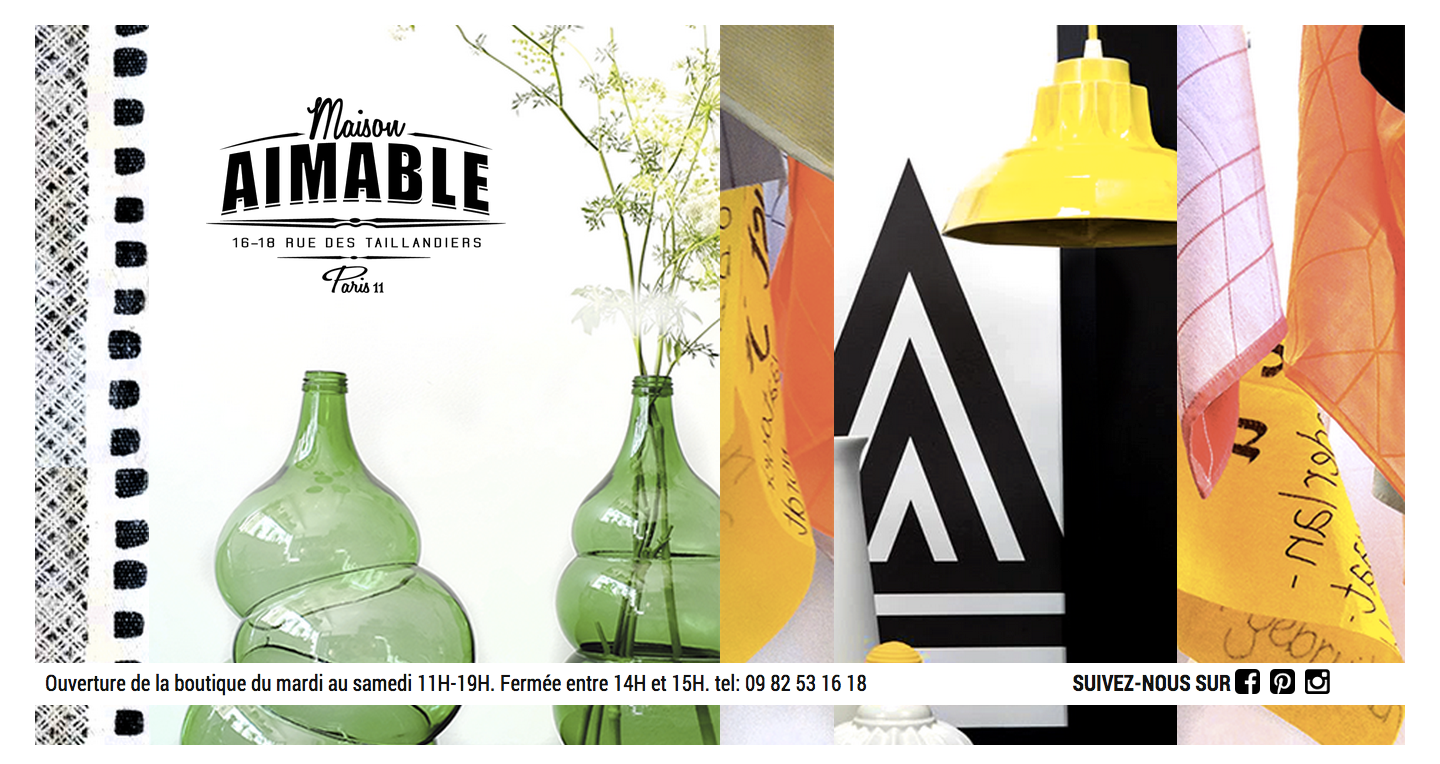 Maison
AIMABLE
16-18 RUE DES TAILLANDIERS
Paris 11
Ouverture de la boutique du mardi au samedi 11H-19H. Fermée entre 14H et 15H. tel: 09 82 53 16 18
SUIVEZ-NOUS SUR